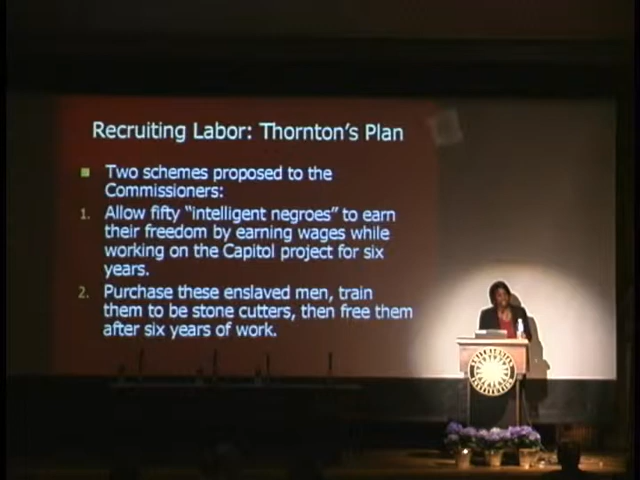 Recruiting Labor: Thornton's Plan
Two schemes proposed to the
Commissioners:
1. Allow fifty "intelligent negroes" to earn
their freedom by earning wages while
working on the Capitol project for six
years.
2. Purchase these enslaved men, train
them to be stone cutters, then free them
after six years of work.